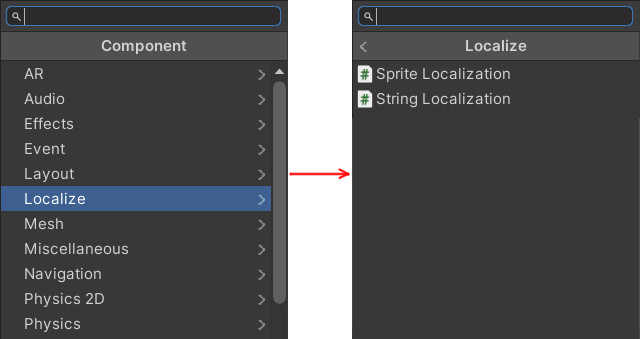 Component
AR
Audio
Effects
Event
Layout
Localize
Mesh
Miscellaneous
Navigation
Physics 2D
Physics
Localize
# Sprite Localization
# String Localization